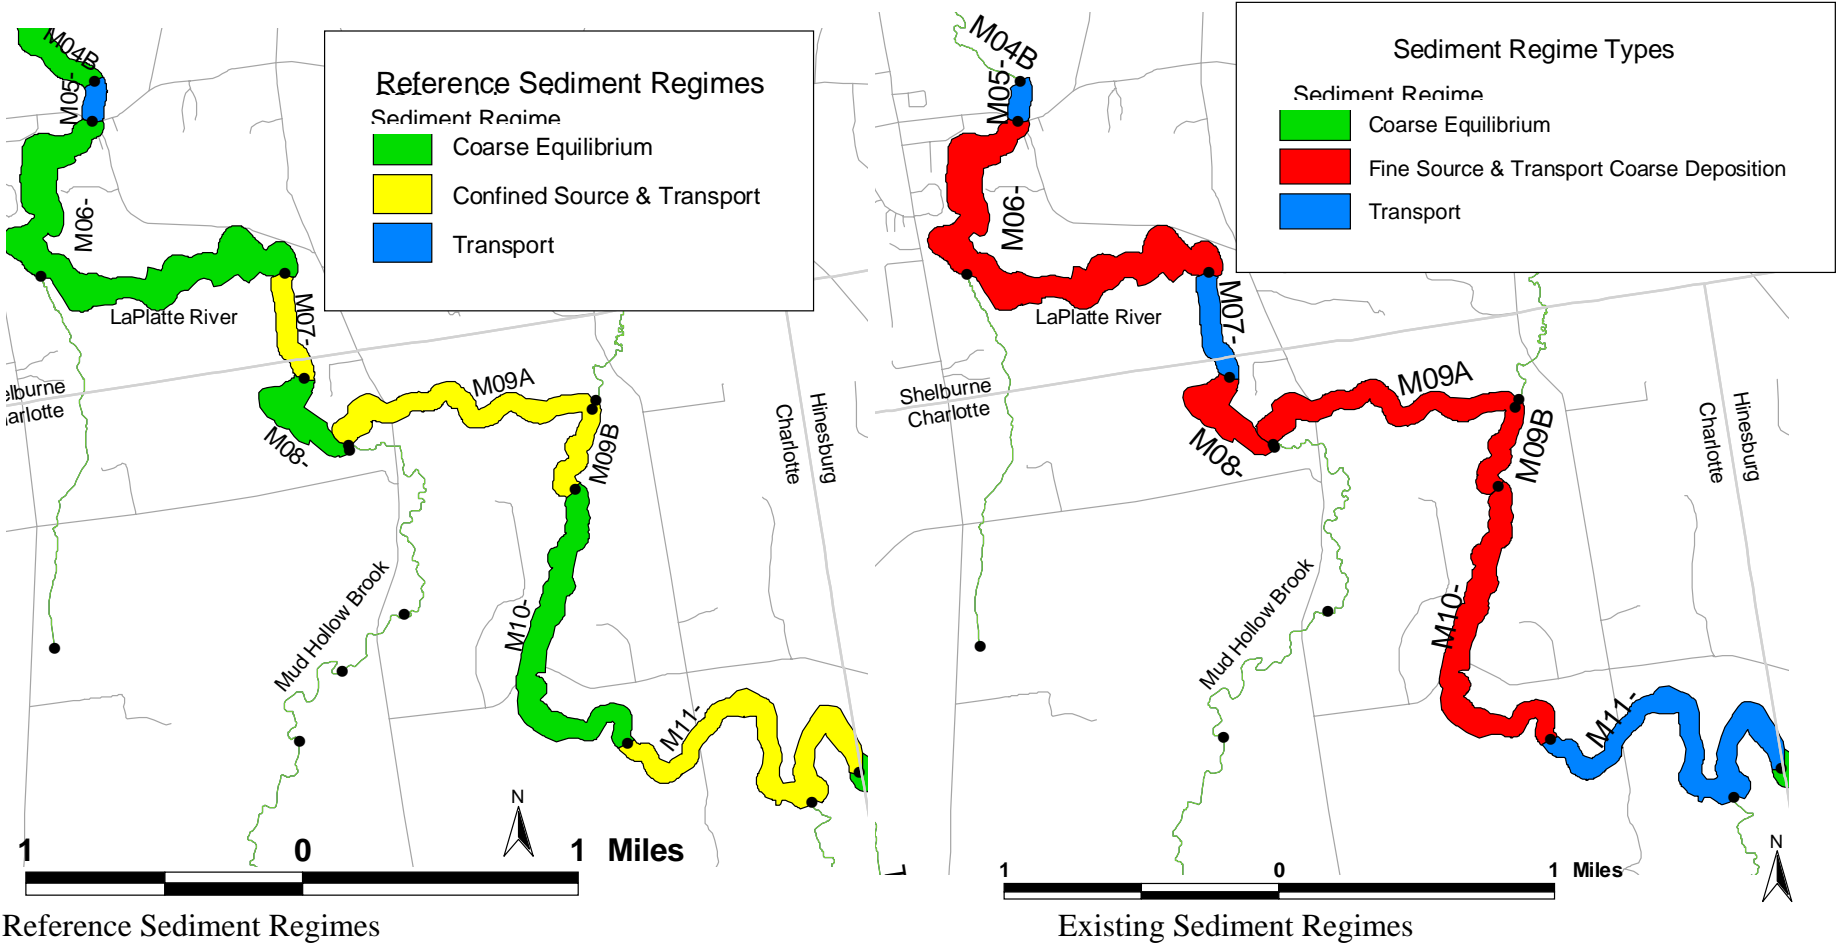 M04B
M05-
Reference Sediment Regimes
Sediment Regime
Coarse Equilibrium
Confined Source & Transport
Transport
M06-
LaPlatte River
M07-
elburne
arlotte
M08-
M09A
M09B
Hinesburg
Charlotte
M10-
Mud Hollow Brook
M11-
N
1 0 1 Miles
Reference Sediment Regimes
M04B
M05-
Sediment Regime Types
Sediment Regime
Coarse Equilibrium
Fine Source & Transport Coarse Deposition
Transport
M06-
LaPlatte River
M07-
Shelburne
Charlotte
M08-
M09A
M09B
Hinesburg
Charlotte
M10-
Mud Hollow Brook
M11-
N
1 0 1 Miles
Existing Sediment Regimes